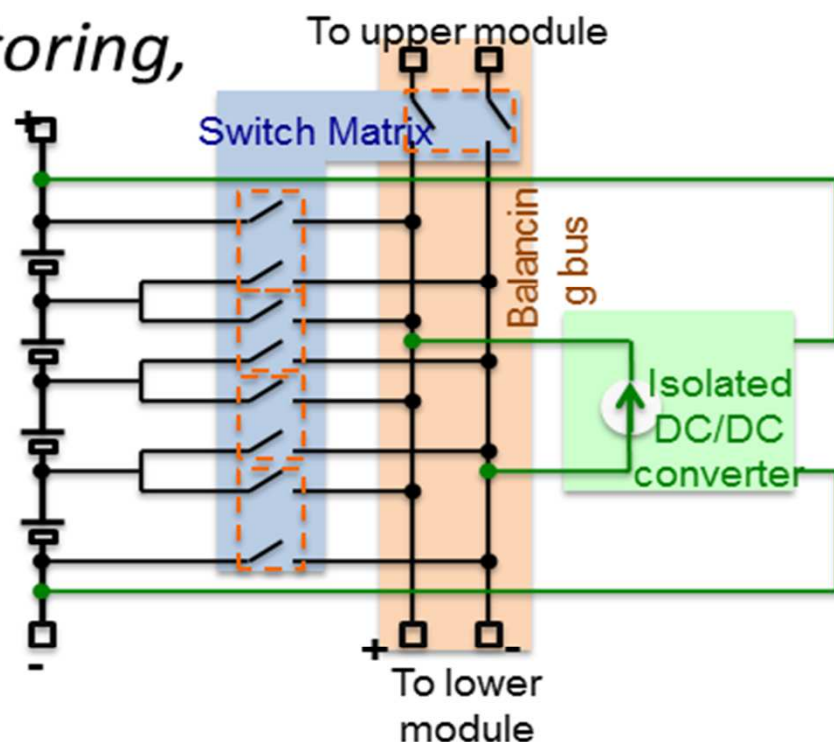 toring,
To upper module
+
Switch Matrix
Balancin
g bus
Isolated
DC/DC
converter
-
+
-
To lower
module